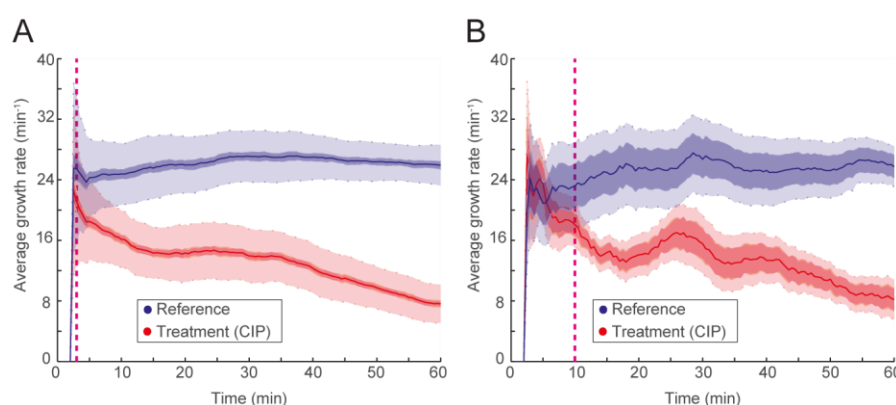 A
Average growth rate (min⁻¹)
40
32
24
16
8
0
Reference
Treatment (CIP)
0 10 20 30 40 50 60
Time (min)
B
Average growth rate (min⁻¹)
40
32
24
16
8
0
Reference
Treatment (CIP)
0 10 20 30 40 50 60
Time (min)